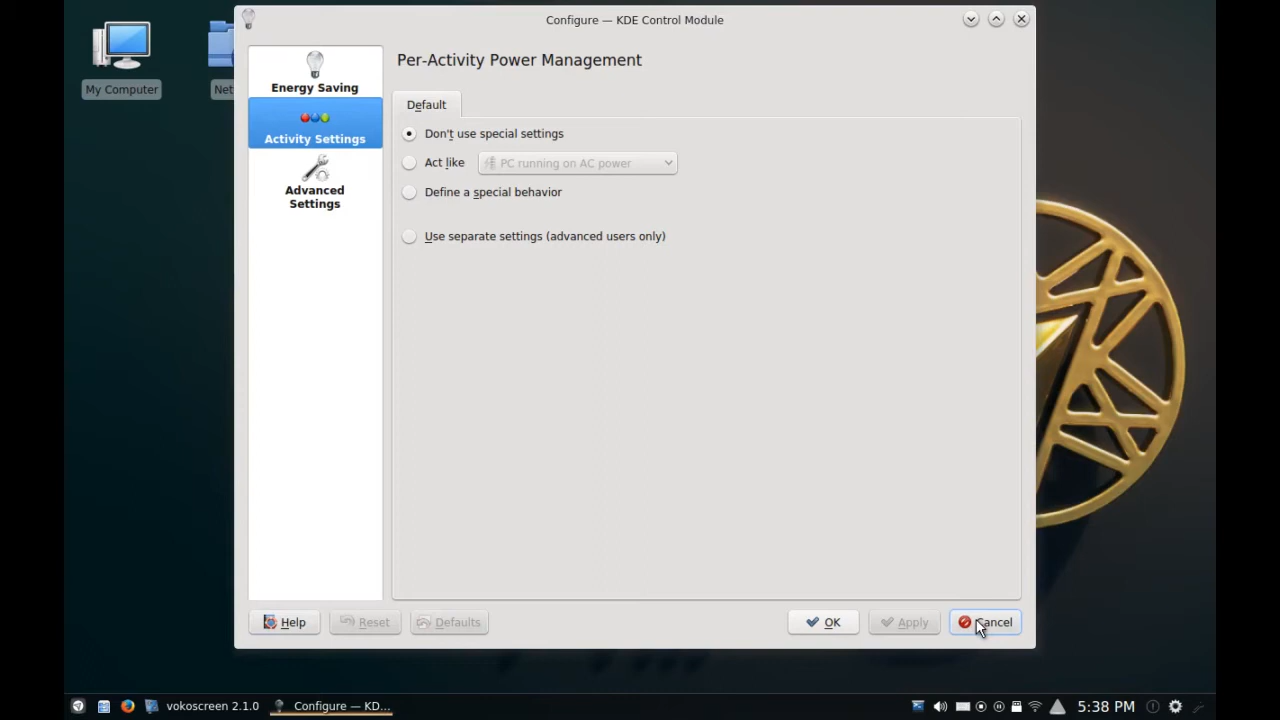 Configure — KDE Control Module
My Computer
Net
Energy Saving
Activity Settings
Advanced
Settings
Per-Activity Power Management
Default
Don't use special settings
Act like
PC running on AC power
Define a special behavior
Use separate settings (advanced users only)
Help
Reset
Defaults
OK
Apply
Cancel
vokoscreen 2.1.0
Configure — KD...
5:38 PM